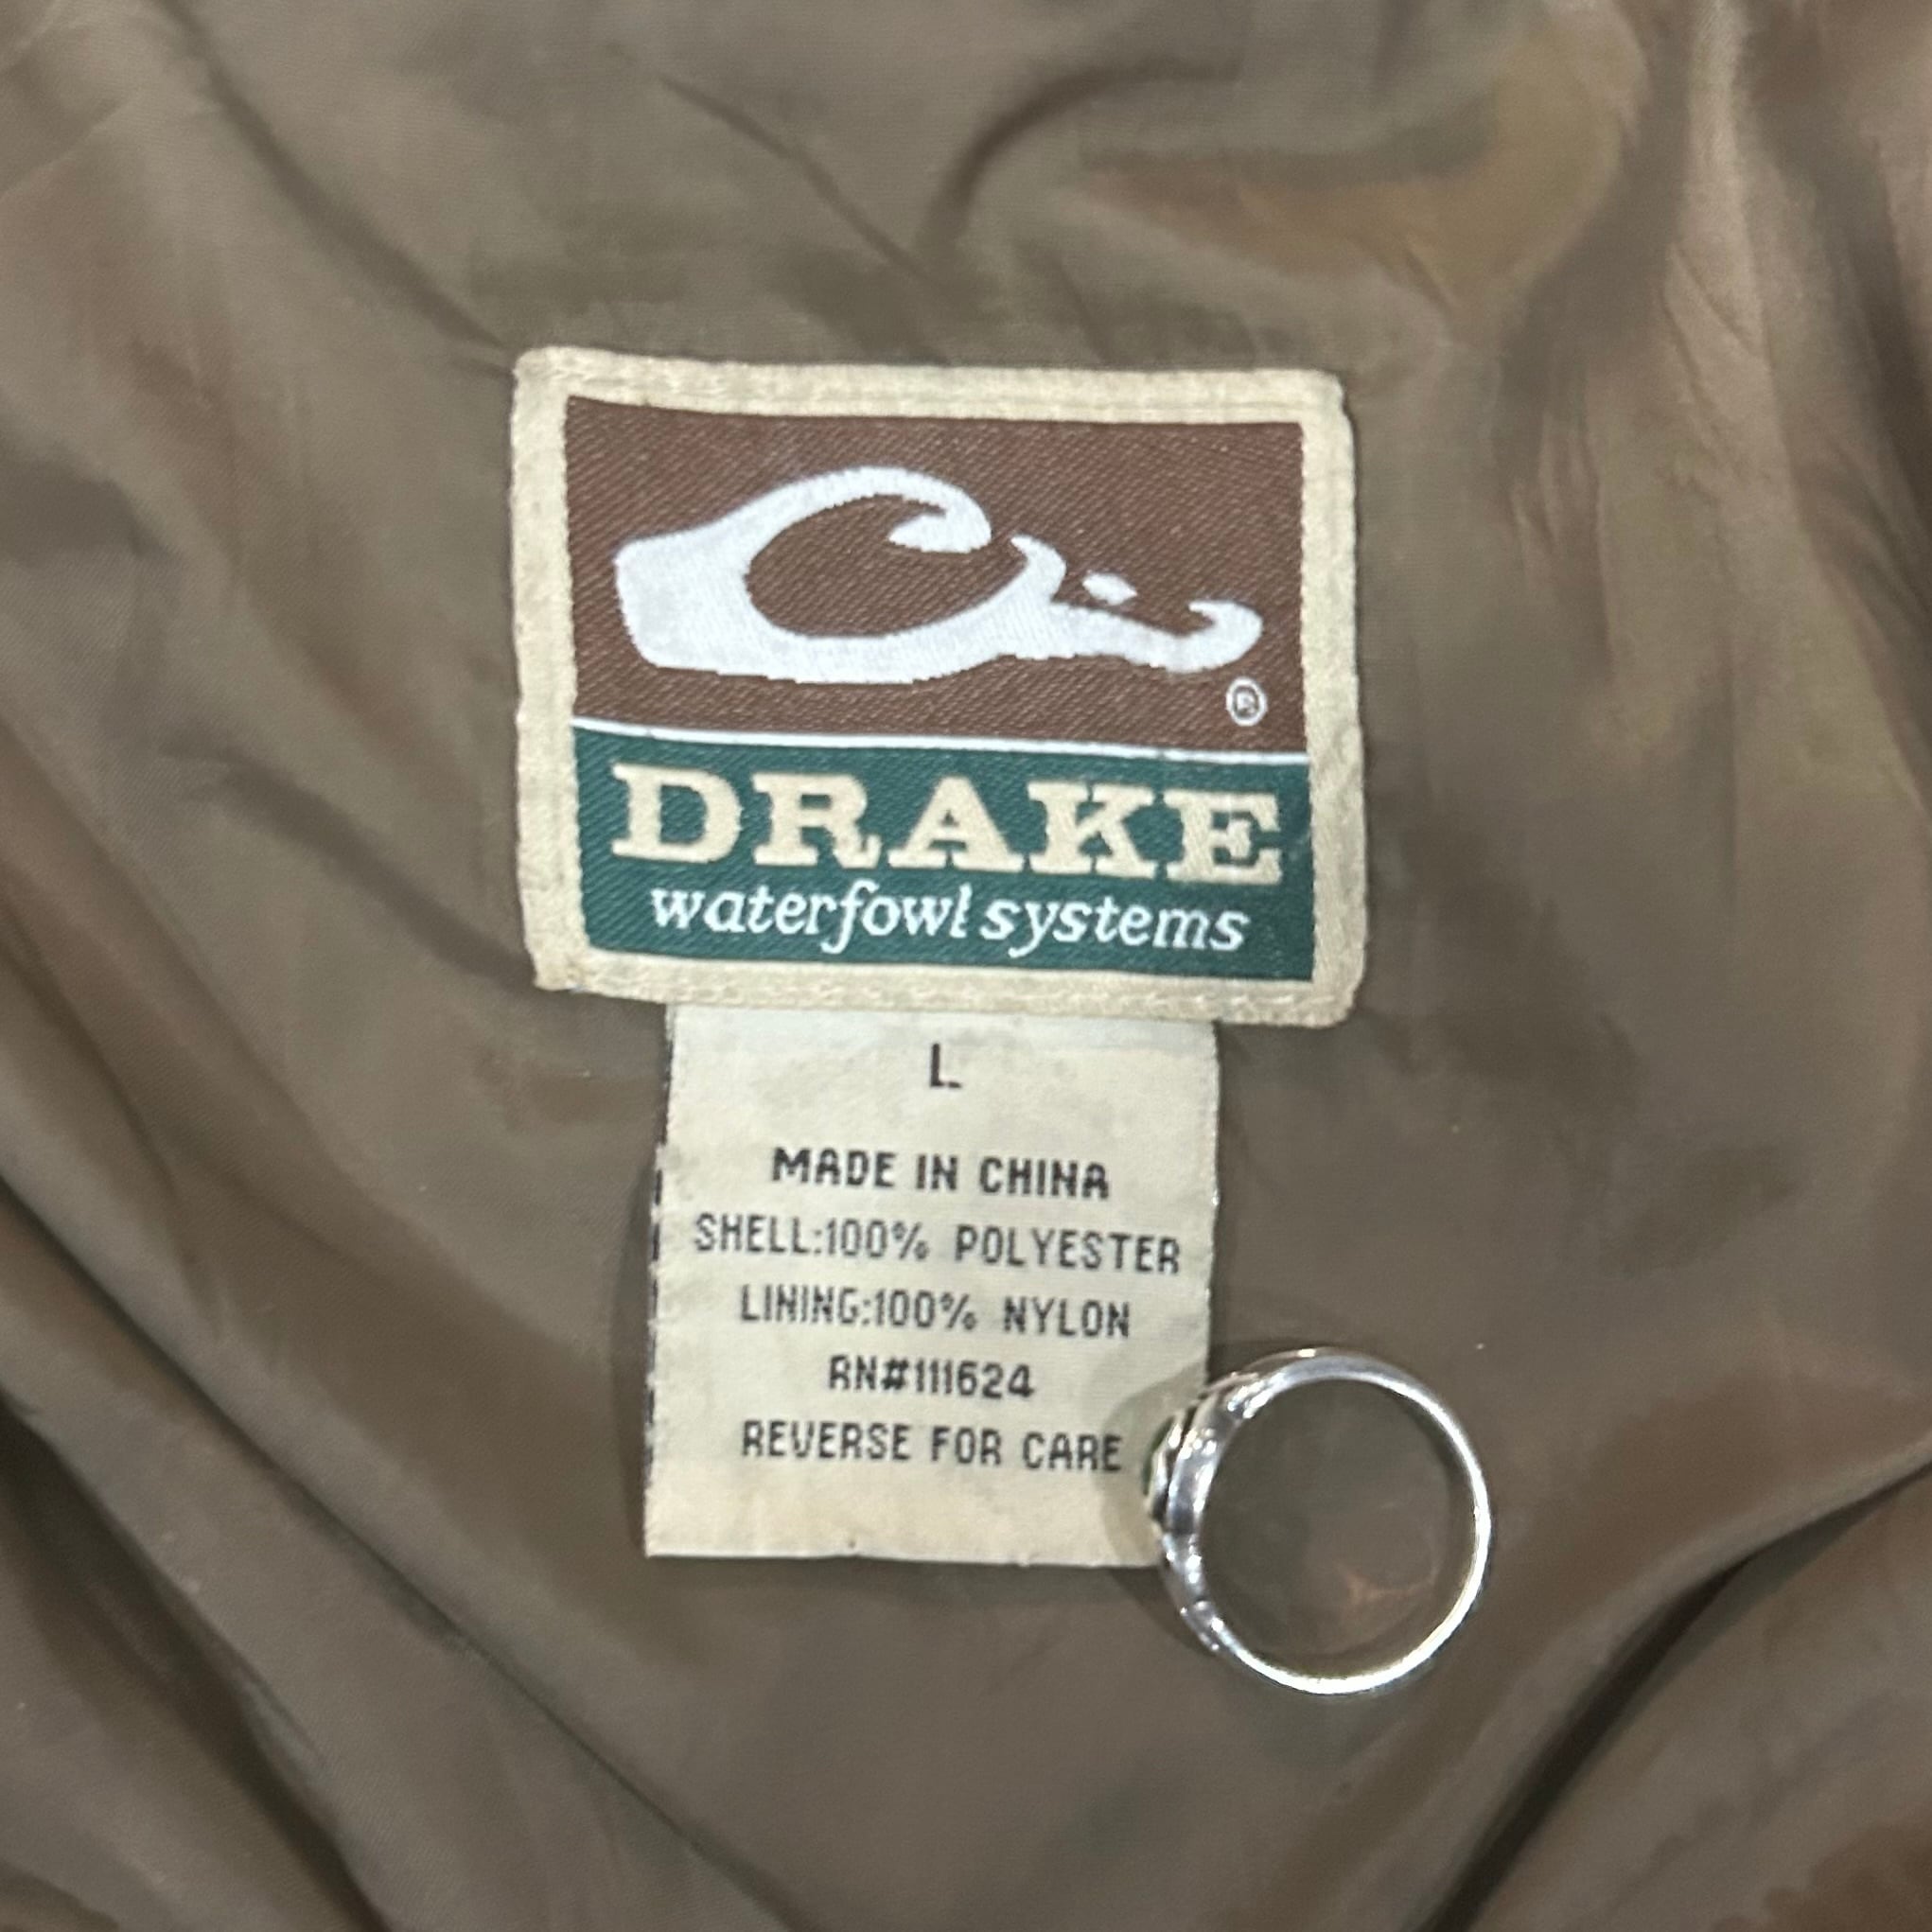 ®
DRAKE
waterfowl systems
L
MADE IN CHINA
SHELL:100% POLYESTER
LINING:100% NYLON
RN#111624
REVERSE FOR CARE